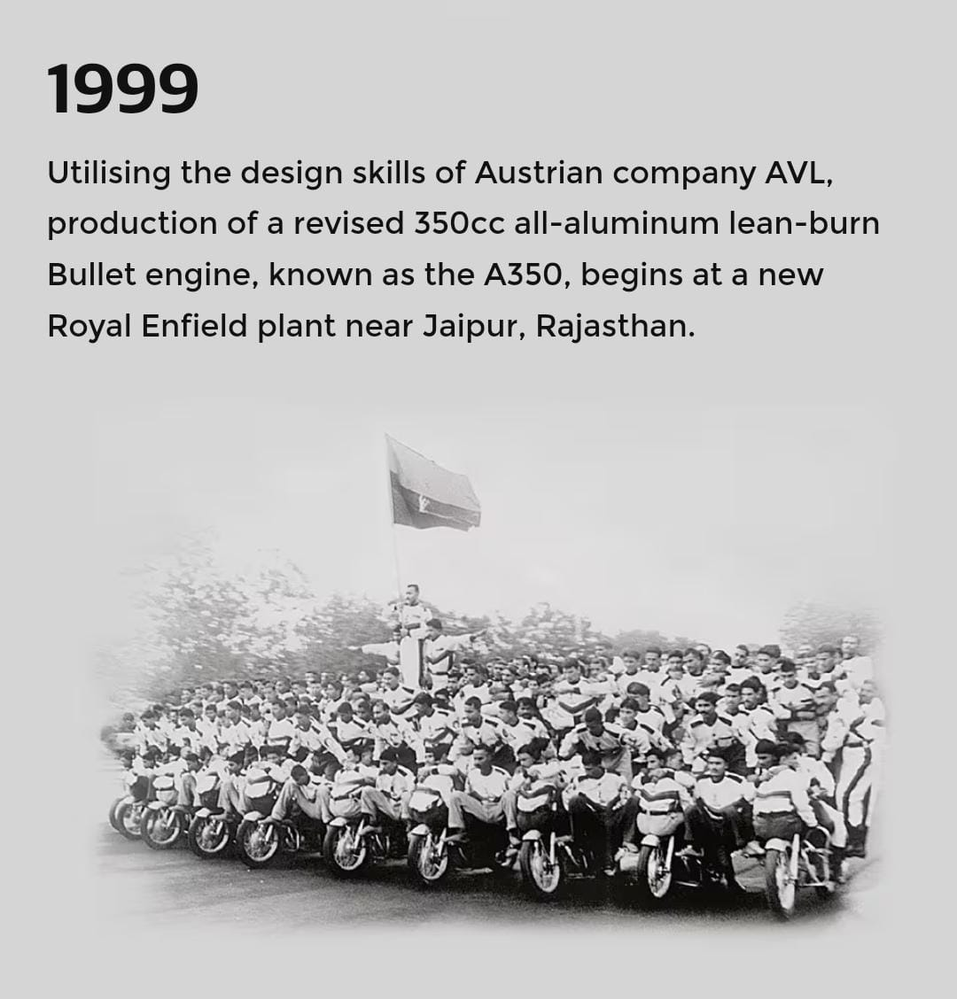 1999
Utilising the design skills of Austrian company AVL,
production of a revised 350cc all-aluminum lean-burn
Bullet engine, known as the A350, begins at a new
Royal Enfield plant near Jaipur, Rajasthan.